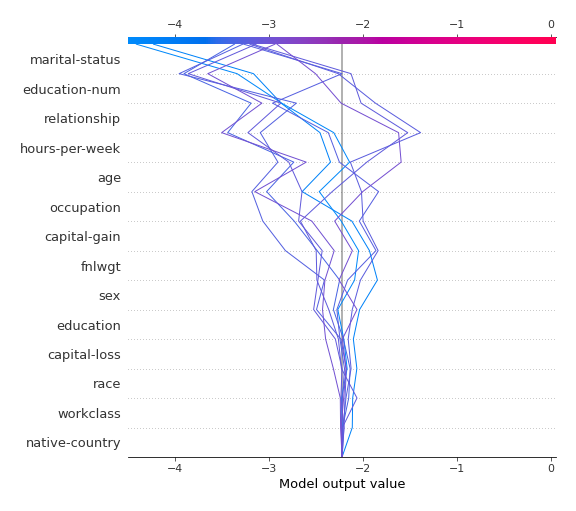 −4 −3 −2 −1 0
marital-status
education-num
relationship
hours-per-week
age
occupation
capital-gain
fnlwgt
sex
education
capital-loss
race
workclass
native-country
−4 −3 −2 −1 0
Model output value